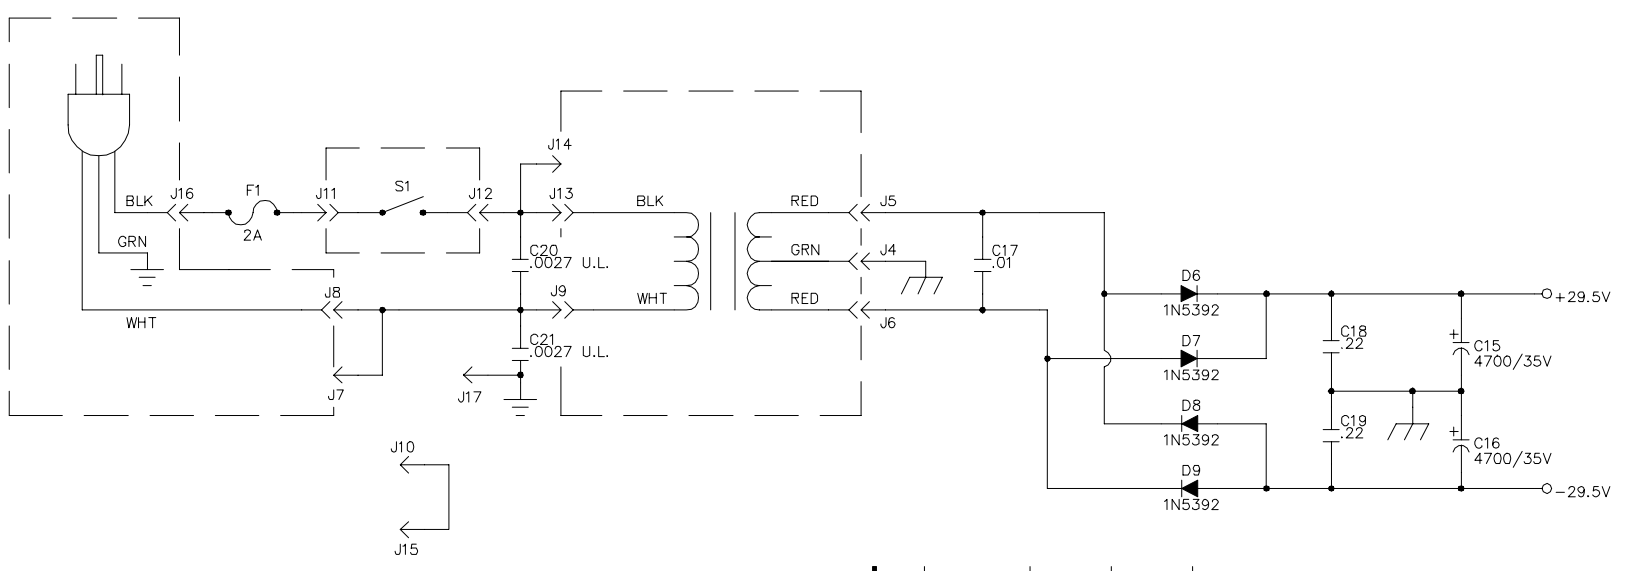 J14
BLK
J16
F1
2A
J11
S1
J12
J13
BLK
RED
J5
GRN
C20
.0027 U.L.
GRN
J4
C17
.01
J8
J9
WHT
RED
J6
WHT
C21
.0027 U.L.
J7
J17
D6
1N5392
+29.5V
D7
1N5392
C18
.22
+
C15
4700/35V
D8
1N5392
C19
.22
+
C16
4700/35V
D9
1N5392
−29.5V
J10
J15